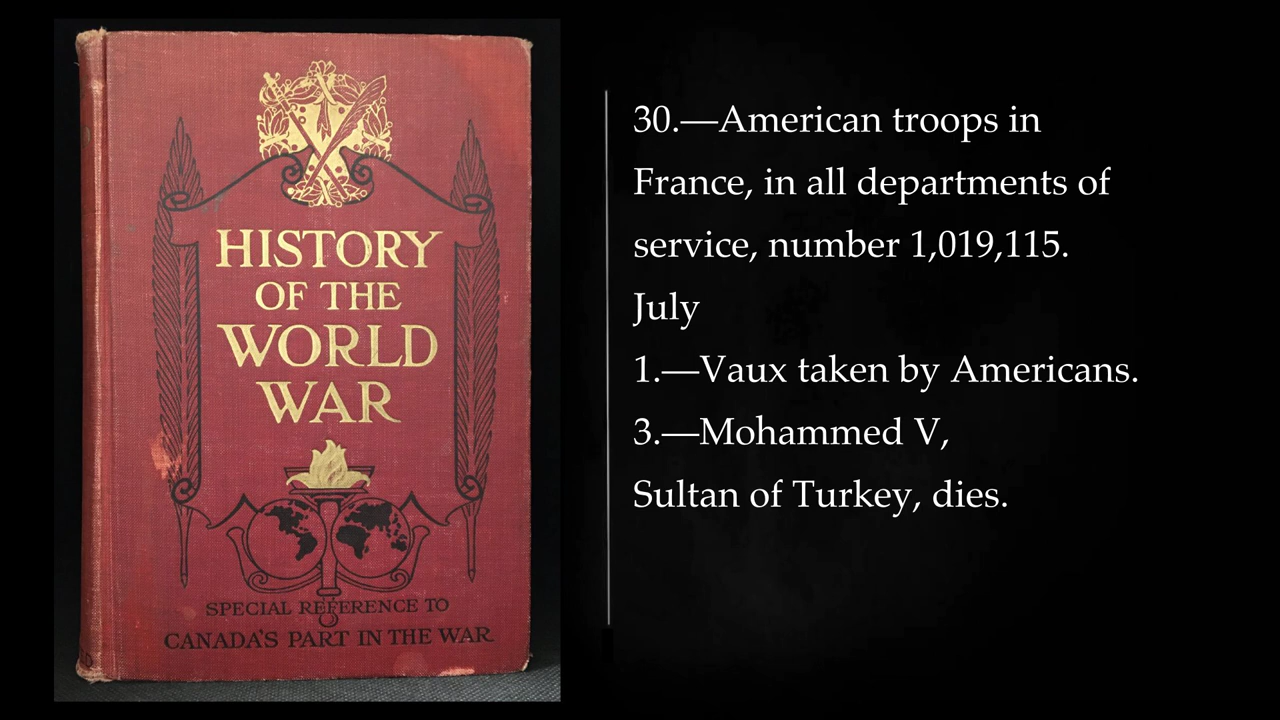 HISTORY
OF THE
WORLD
WAR
SPECIAL REFERENCE TO
CANADA'S PART IN THE WAR
30.—American troops in
France, in all departments of
service, number 1,019,115.
July
1.—Vaux taken by Americans.
3.—Mohammed V,
Sultan of Turkey, dies.